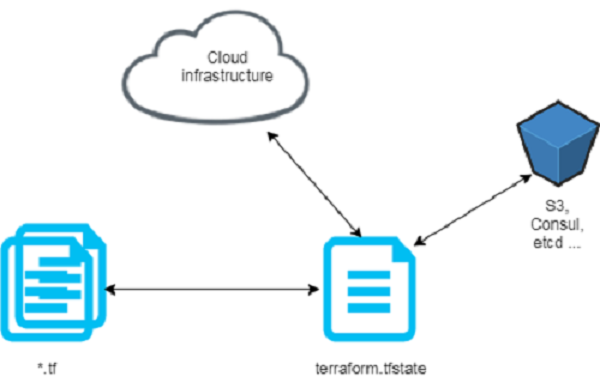 Cloud
infrastructure
S3,
Consul,
etcd ...
*.tf
terraform.tfstate